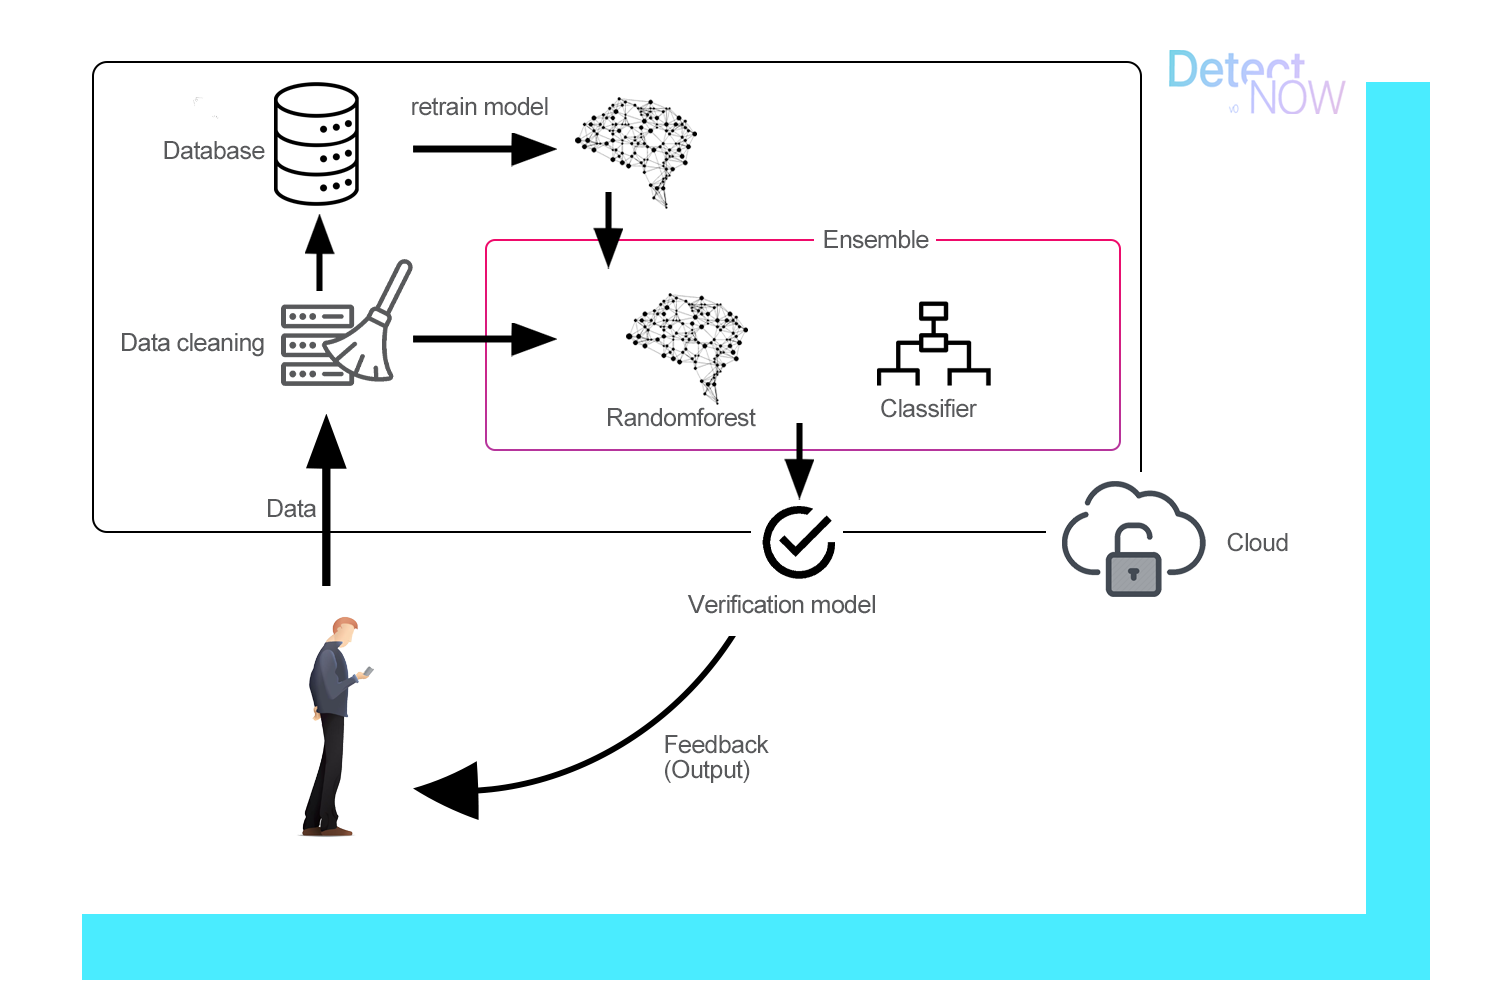 Detect
v0 NOW
retrain model
Database
Ensemble
Data cleaning
Classifier
Randomforest
Data
Cloud
Verification model
Feedback
(Output)